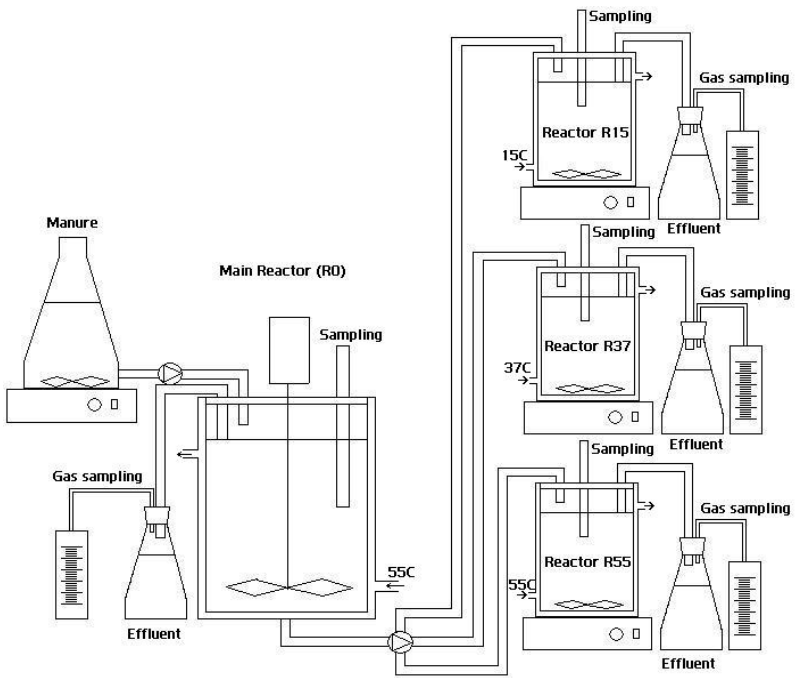 Sampling
Gas sampling
Reactor R15
15C
Effluent
Manure
Sampling
Main Reactor (R0)
Gas sampling
Sampling
Reactor R37
37C
Effluent
Sampling
Gas sampling
Gas sampling
Reactor R55
55C
55C
Effluent
Effluent